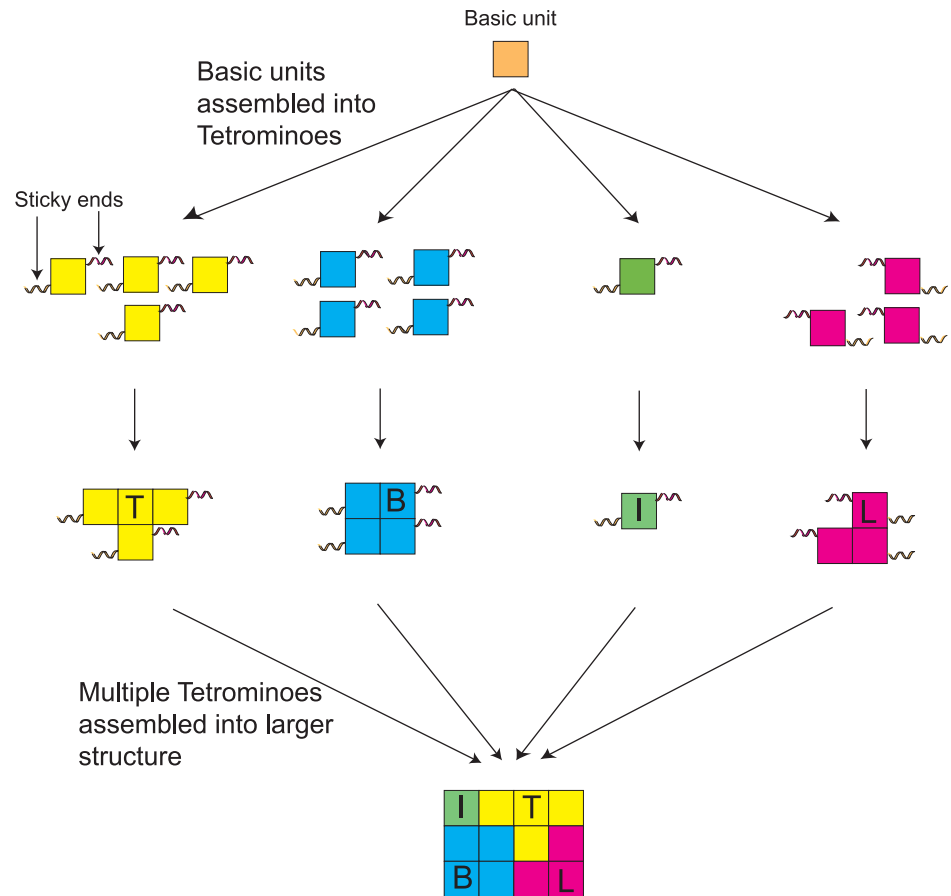 Basic unit
Basic units
assembled into
Tetrominoes
Sticky ends
T
B
I
L
Multiple Tetrominoes
assembled into larger
structure
I T
B L